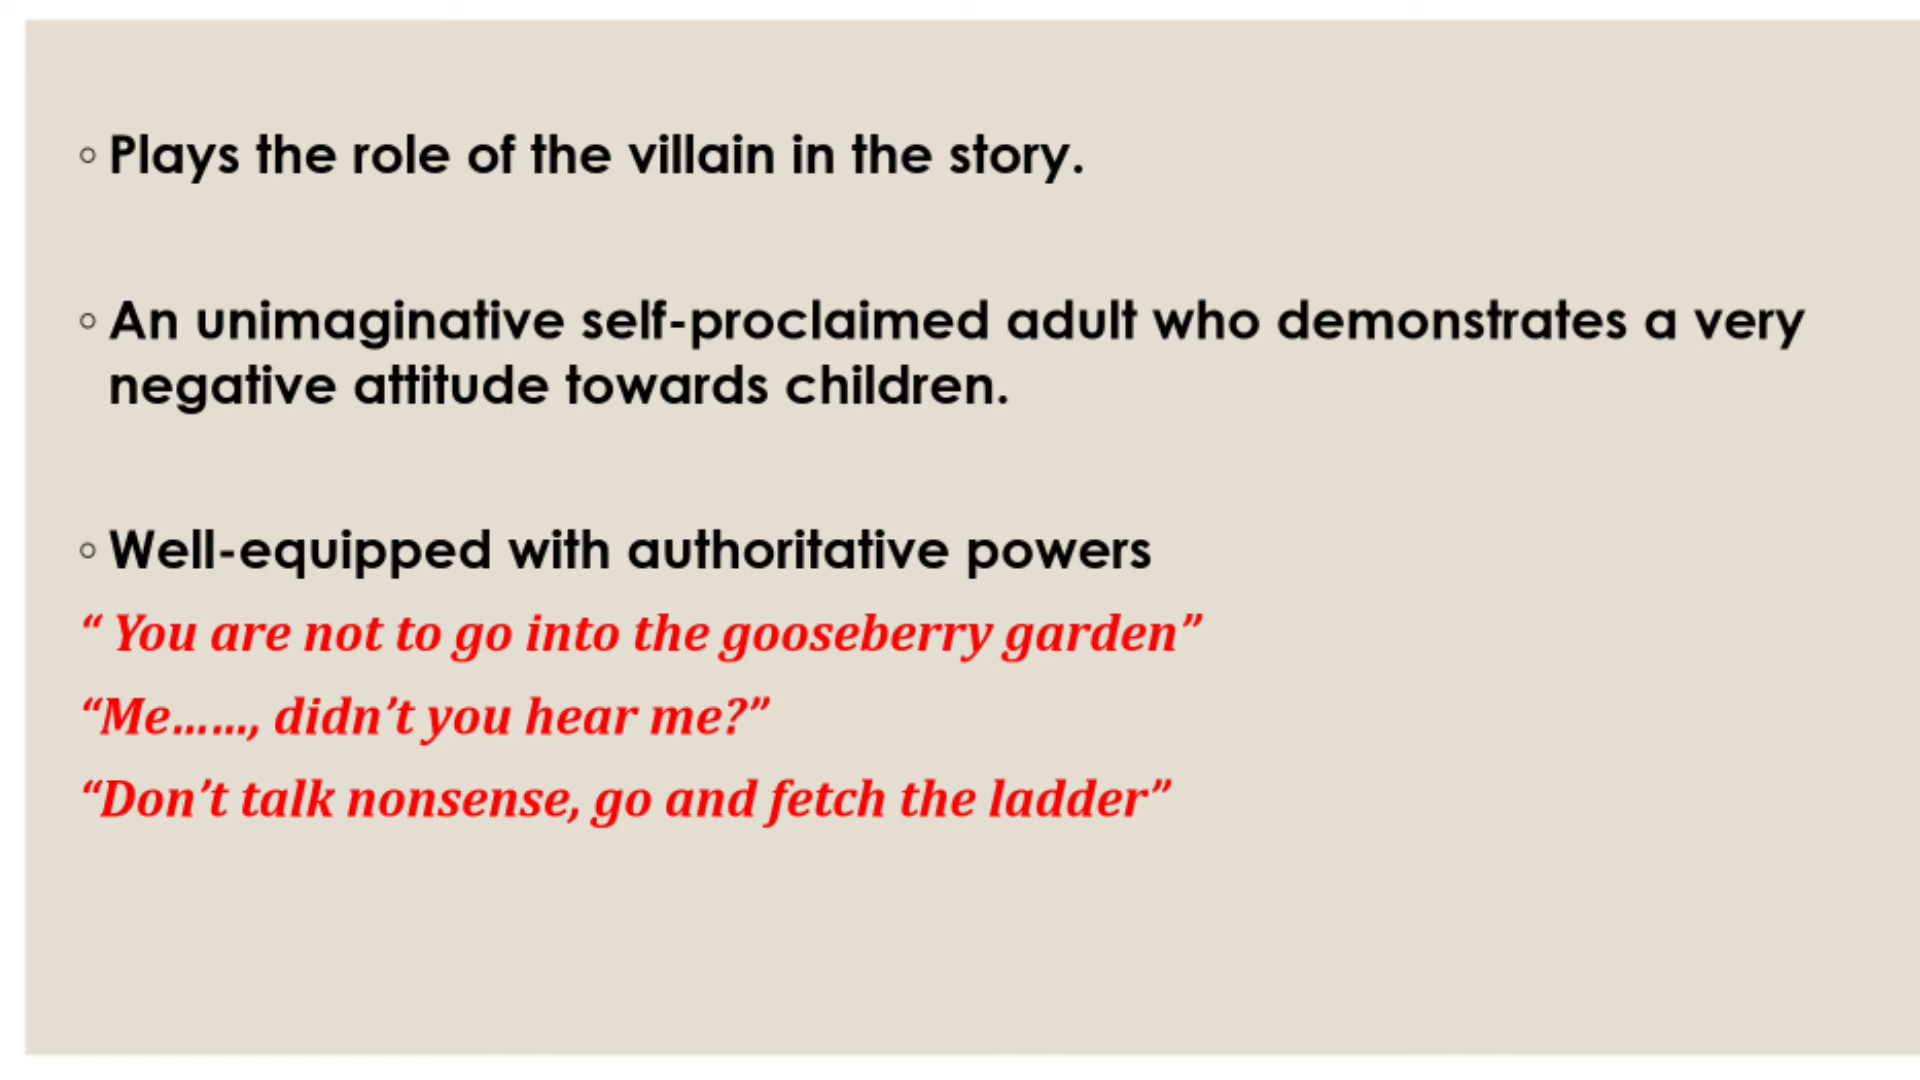 ◦ Plays the role of the villain in the story.
◦ An unimaginative self-proclaimed adult who demonstrates a very
negative attitude towards children.
◦ Well-equipped with authoritative powers
“ You are not to go into the gooseberry garden”
“Me……, didn’t you hear me?”
“Don’t talk nonsense, go and fetch the ladder”